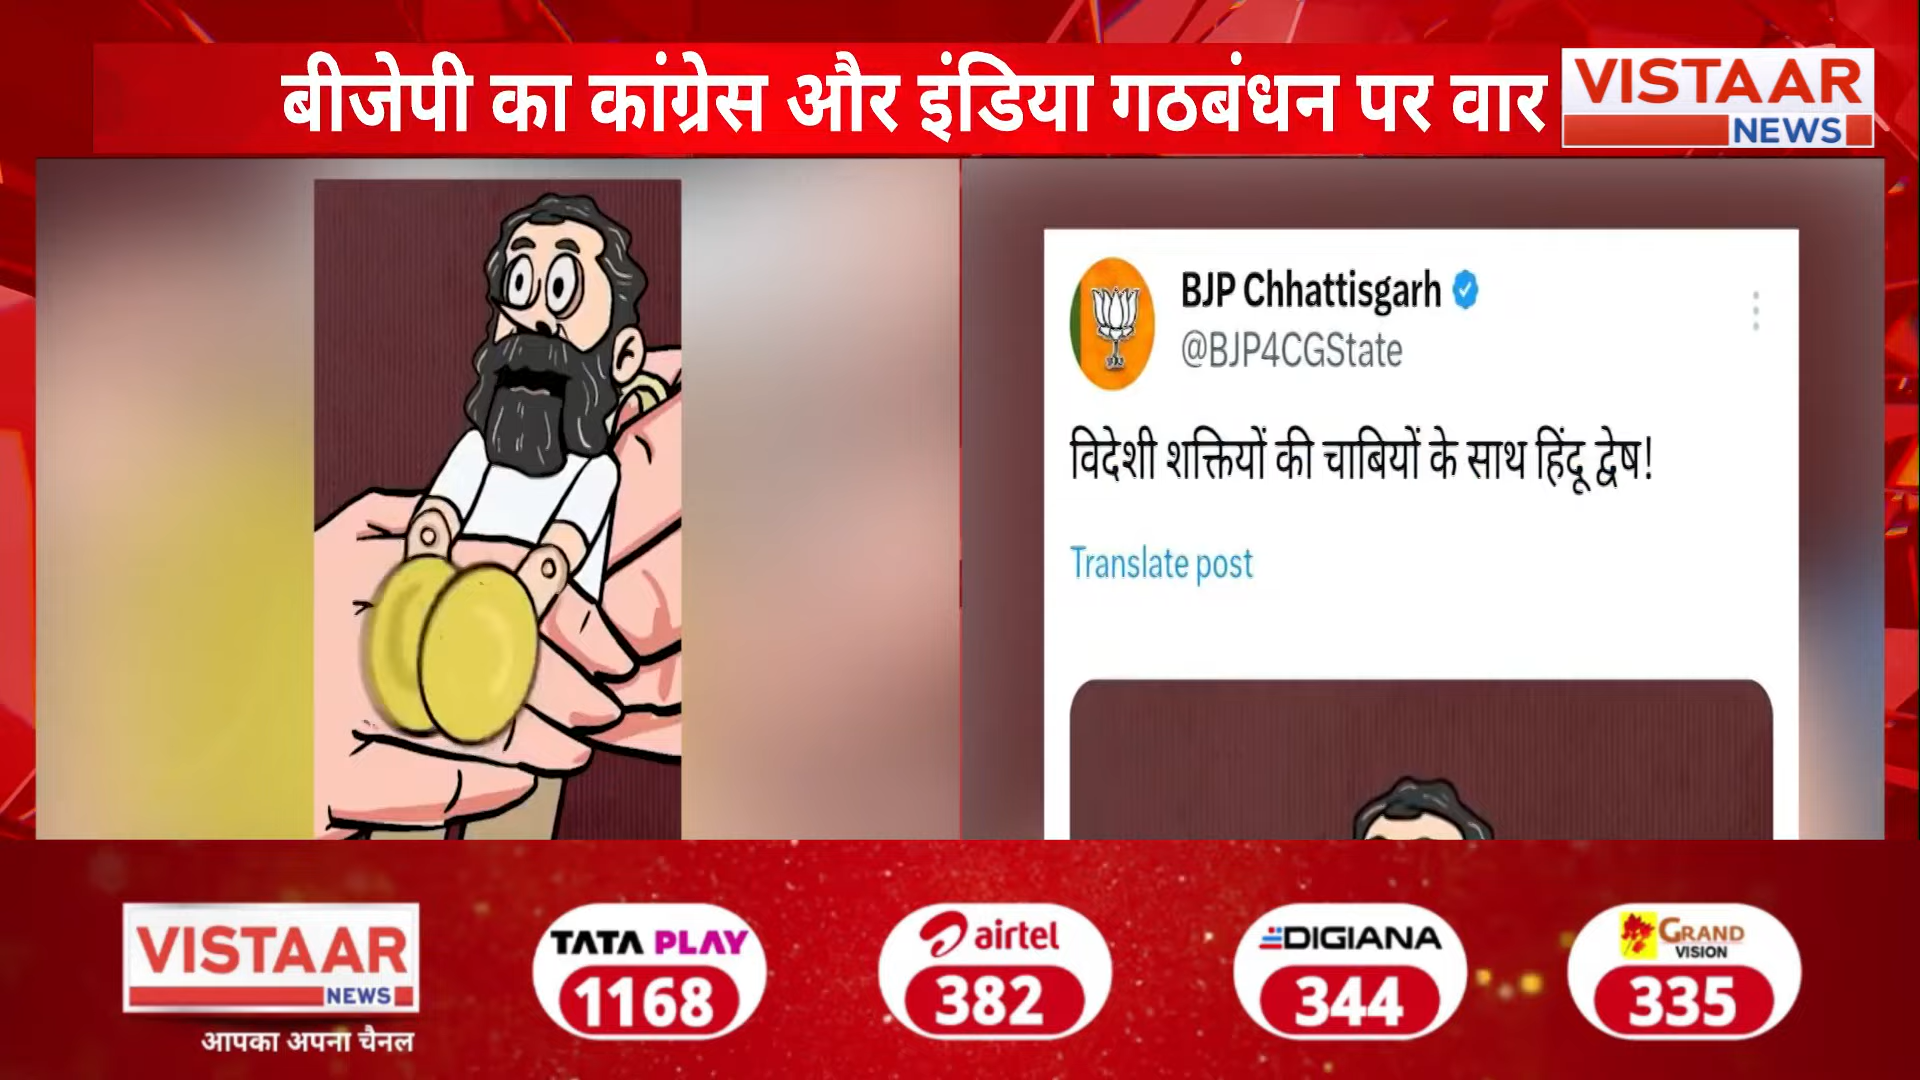 बीजेपी का कांग्रेस और इंडिया गठबंधन पर वार
VISTAAR
NEWS
BJP Chhattisgarh
@BJP4CGState
विदेशी शक्तियों की चाबियों के साथ हिंदू द्वेष!
Translate post
VISTAAR
NEWS
आपका अपना चैनल
TATA PLAY
1168
airtel
382
DIGIANA
344
GRAND
VISION
335